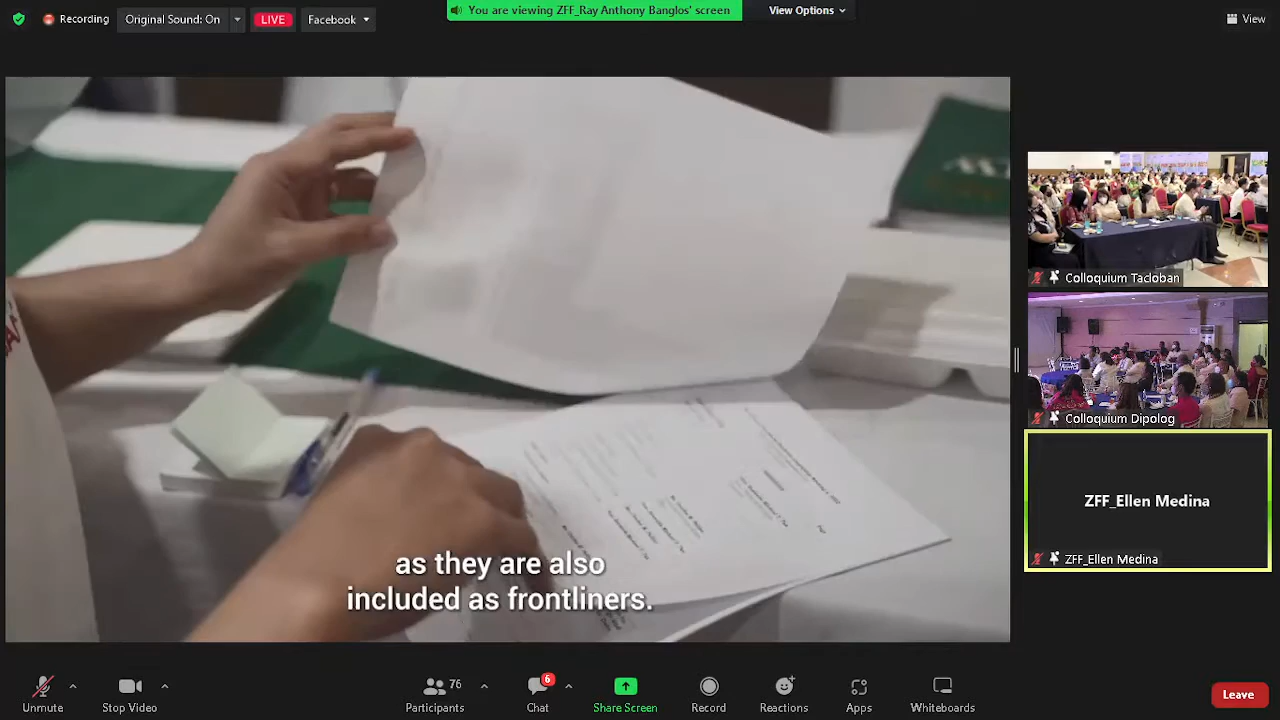 Recording
Original Sound: On
LIVE
Facebook
You are viewing ZFF_Ray Anthony Banglos' screen
View Options
View
as they are also
included as frontliners.
Colloquium Tacloban
Colloquium Dipolog
ZFF_Ellen Medina
ZFF_Ellen Medina
Unmute
Stop Video
Participants
76
Chat
6
Share Screen
Record
Reactions
Apps
Whiteboards
Leave